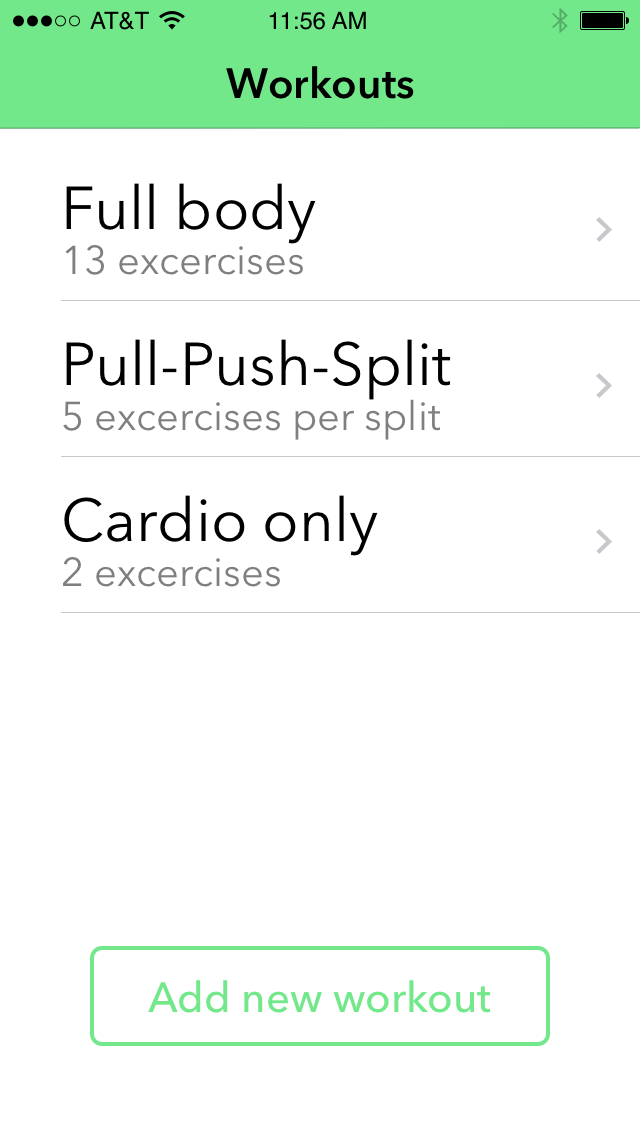 AT&T 11:56 AM
Workouts
Full body
13 excercises
Pull-Push-Split
5 excercises per split
Cardio only
2 excercises
Add new workout